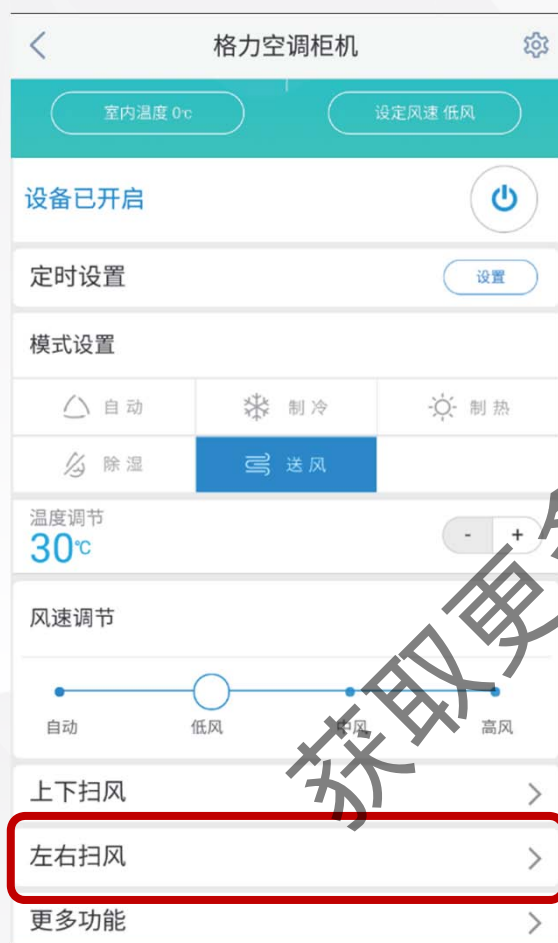 格力空调柜机
室内温度 0℃
设定风速 低风
设备已开启
定时设置
设置
模式设置
自动
制冷
制热
除湿
送风
温度调节
30℃
- +
风速调节
自动
低风
中风
高风
上下扫风
左右扫风
更多功能
获取更